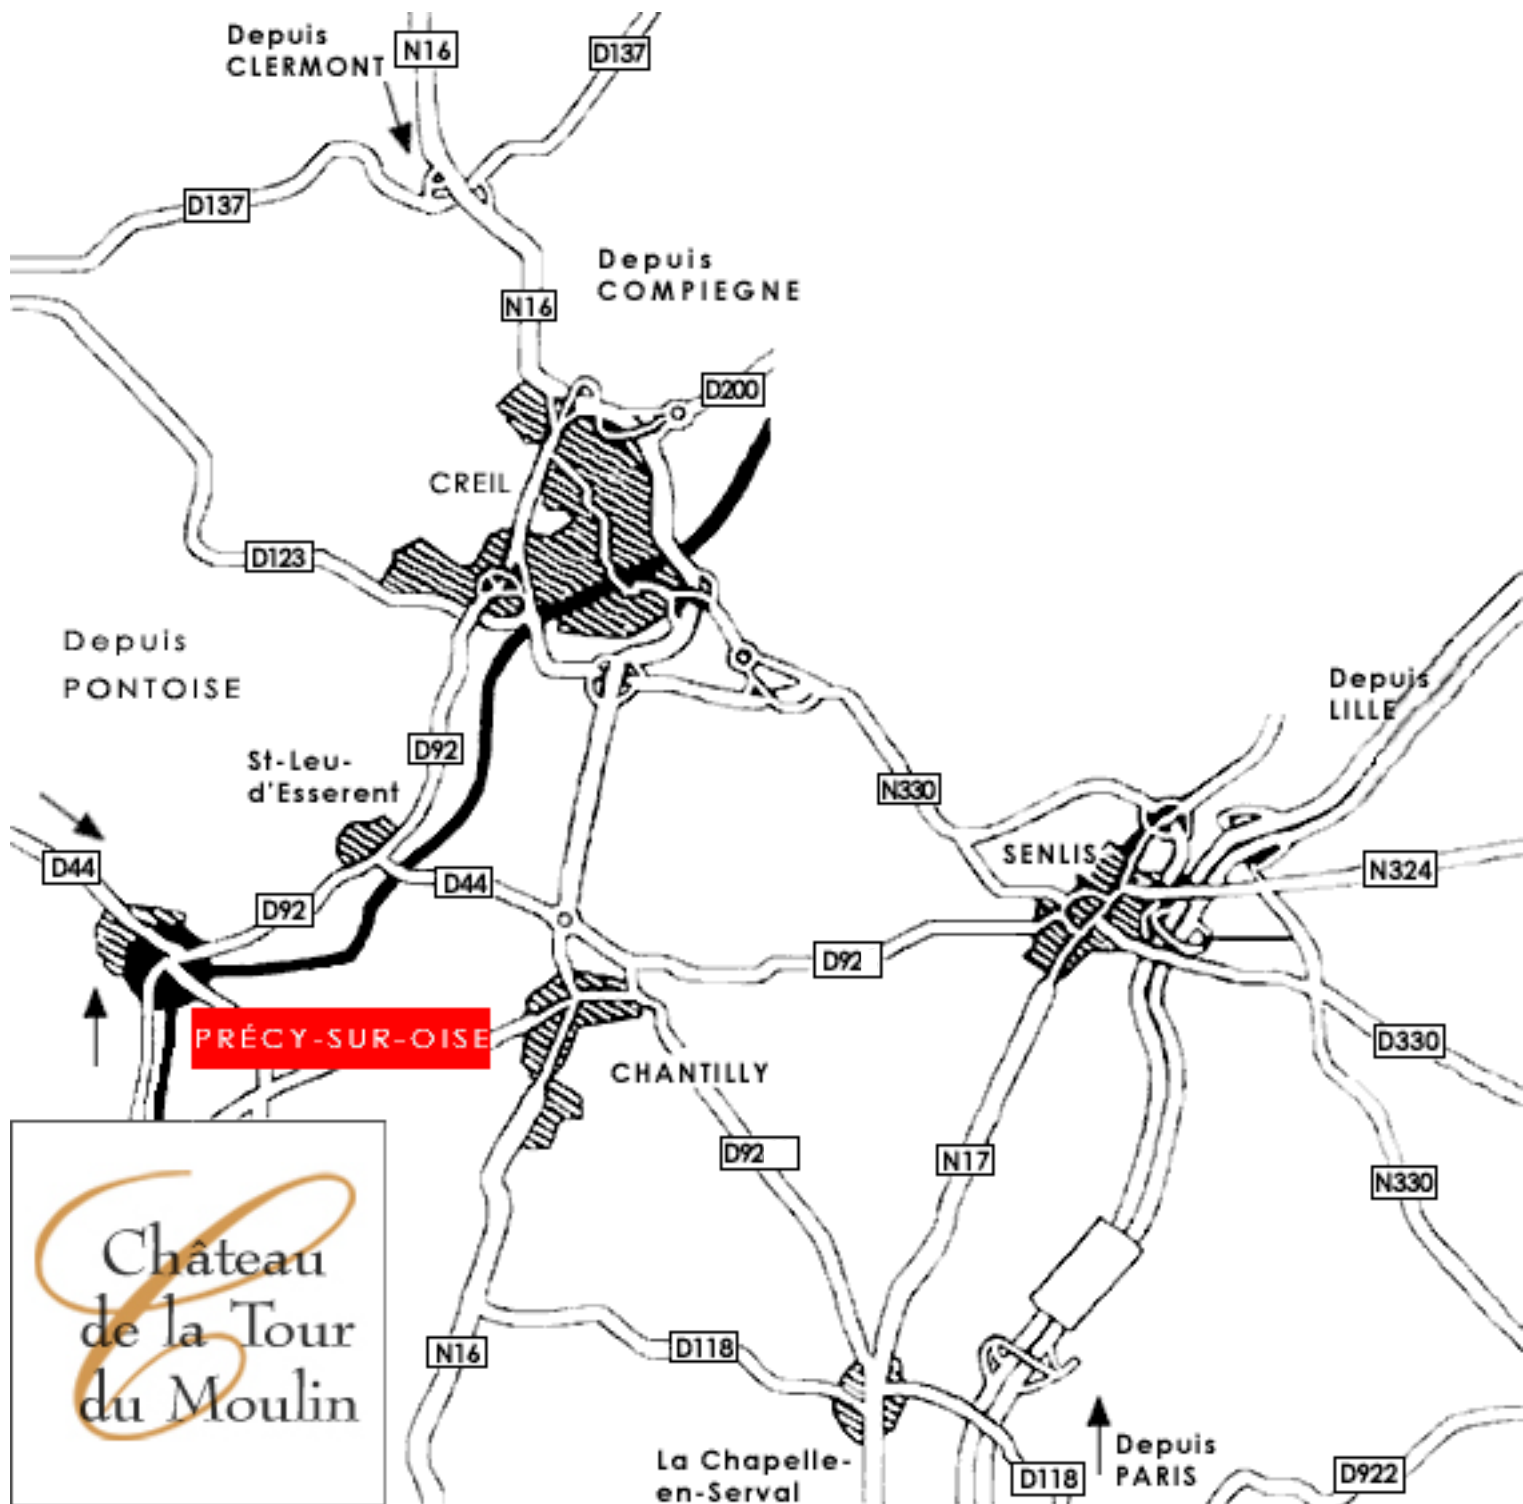 Depuis
CLERMONT
N16
D137
D137
Depuis
COMPIEGNE
N16
D200
CREIL
D123
Depuis
PONTOISE
Depuis
LILLE
D92
St-Leu-
d'Esserent
N330
SENLIS
N324
D44
D44
D92
D92
PRÉCY-SUR-OISE
D330
CHANTILLY
D92
N17
N330
Château
de la Tour
du Moulin
N16
D118
La Chapelle-
en-Serval
D118
Depuis
PARIS
D922